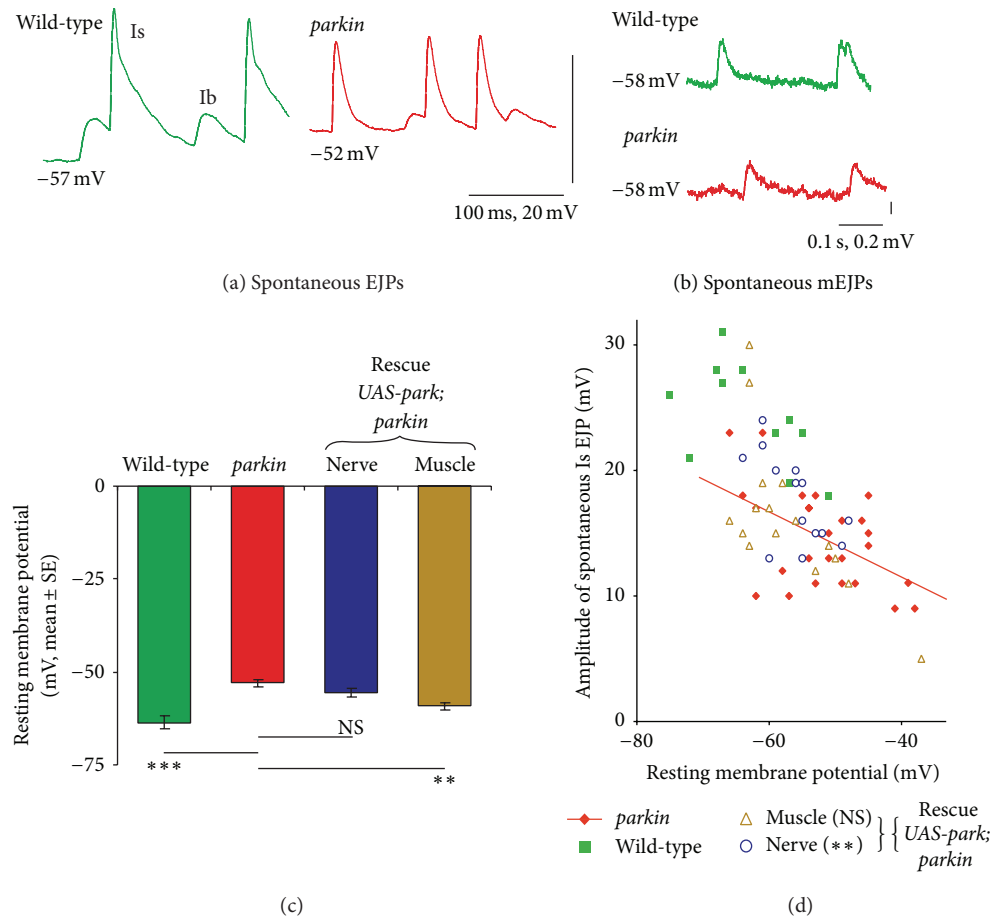 Wild-type
Is
Ib
−57 mV
parkin
−52 mV
100 ms, 20 mV
(a) Spontaneous EJPs
Wild-type
−58 mV
parkin
−58 mV
0.1 s, 0.2 mV
(b) Spontaneous mEJPs
Rescue
UAS-park;
parkin
Wild-type parkin Nerve Muscle
0
−25
−50
−75
Resting membrane potential
(mV, mean ± SE)
NS
***
**
(c)
30
20
10
0
Amplitude of spontaneous Is EJP (mV)
−80 −60 −40
Resting membrane potential (mV)
parkin
Wild-type
Muscle (NS)
Nerve (**)
Rescue
UAS-park;
parkin
(d)